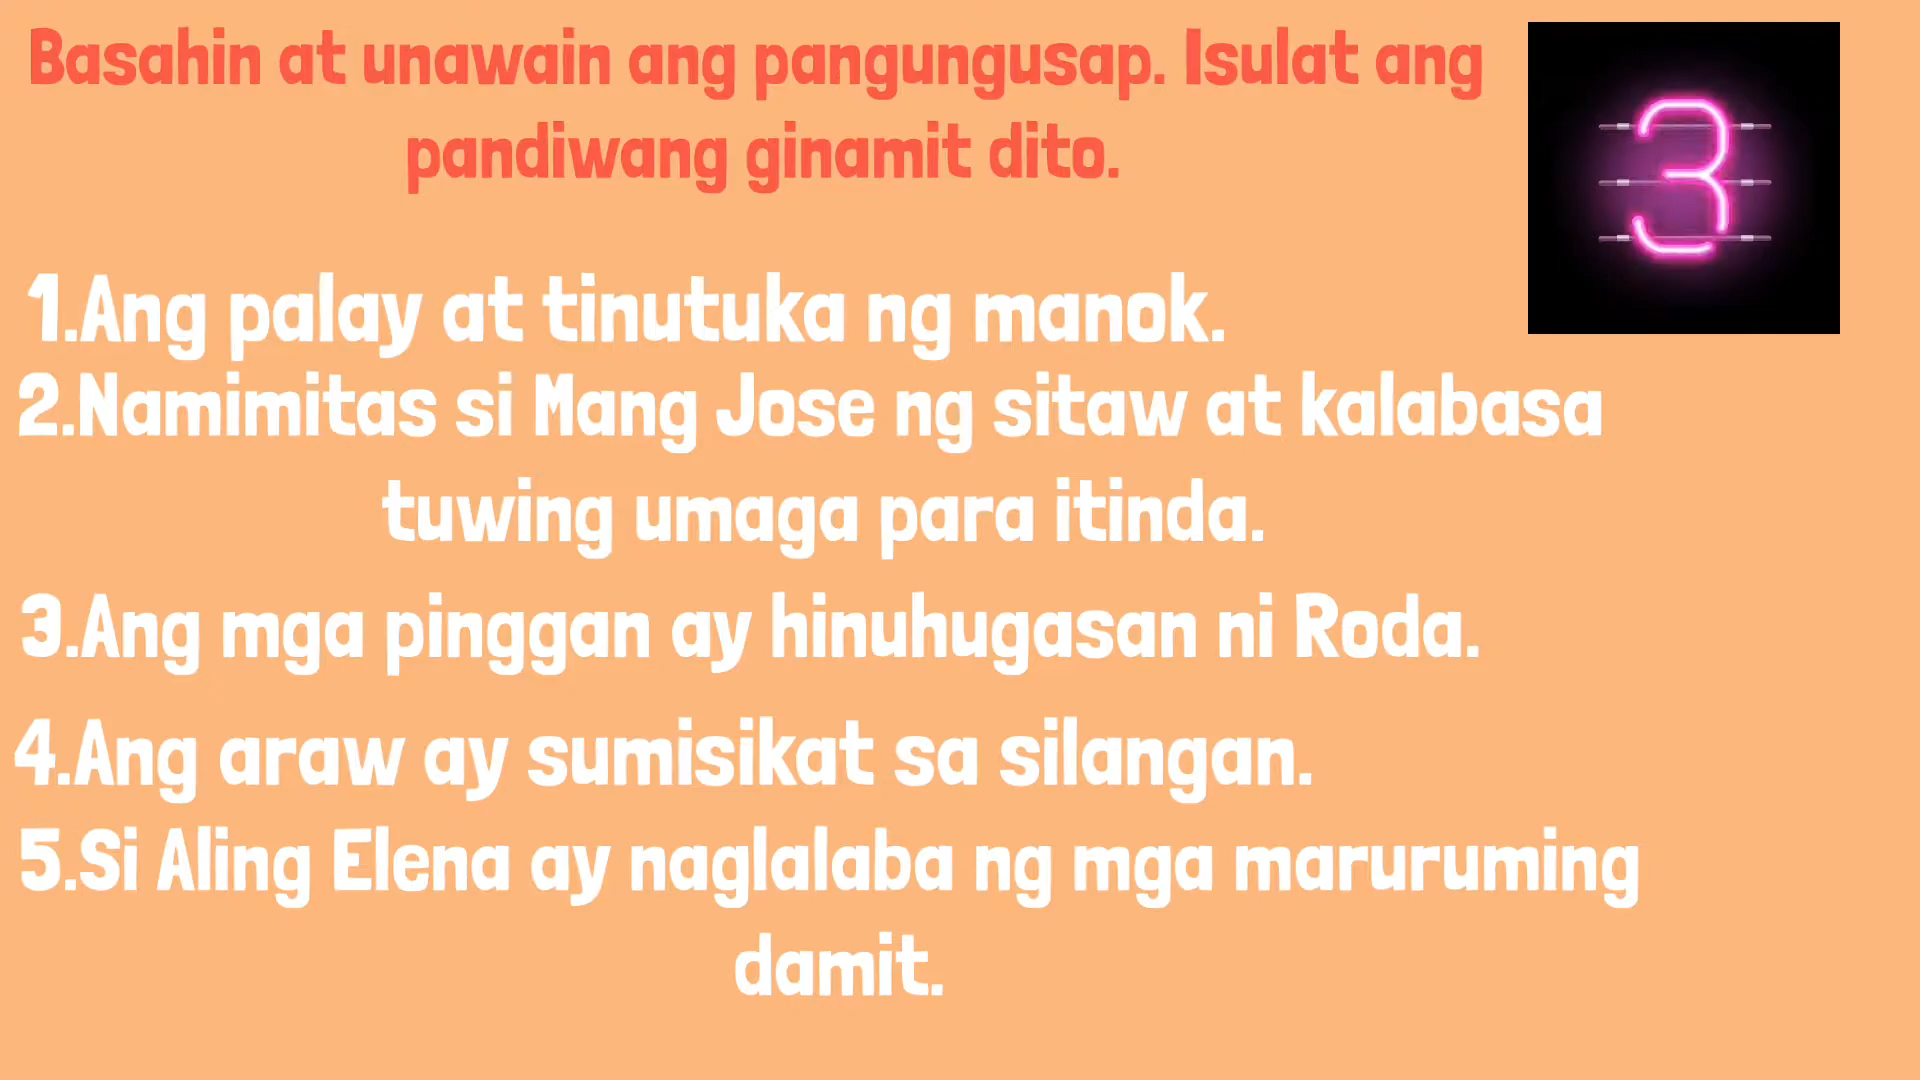 Basahin at unawain ang pangungusap. Isulat ang
pandiwang ginamit dito.
3
1.Ang palay at tinutuka ng manok.
2.Namimitas si Mang Jose ng sitaw at kalabasa
tuwing umaga para itinda.
3.Ang mga pinggan ay hinuhugasan ni Roda.
4.Ang araw ay sumisikat sa silangan.
5.Si Aling Elena ay naglalaba ng mga maruruming
damit.